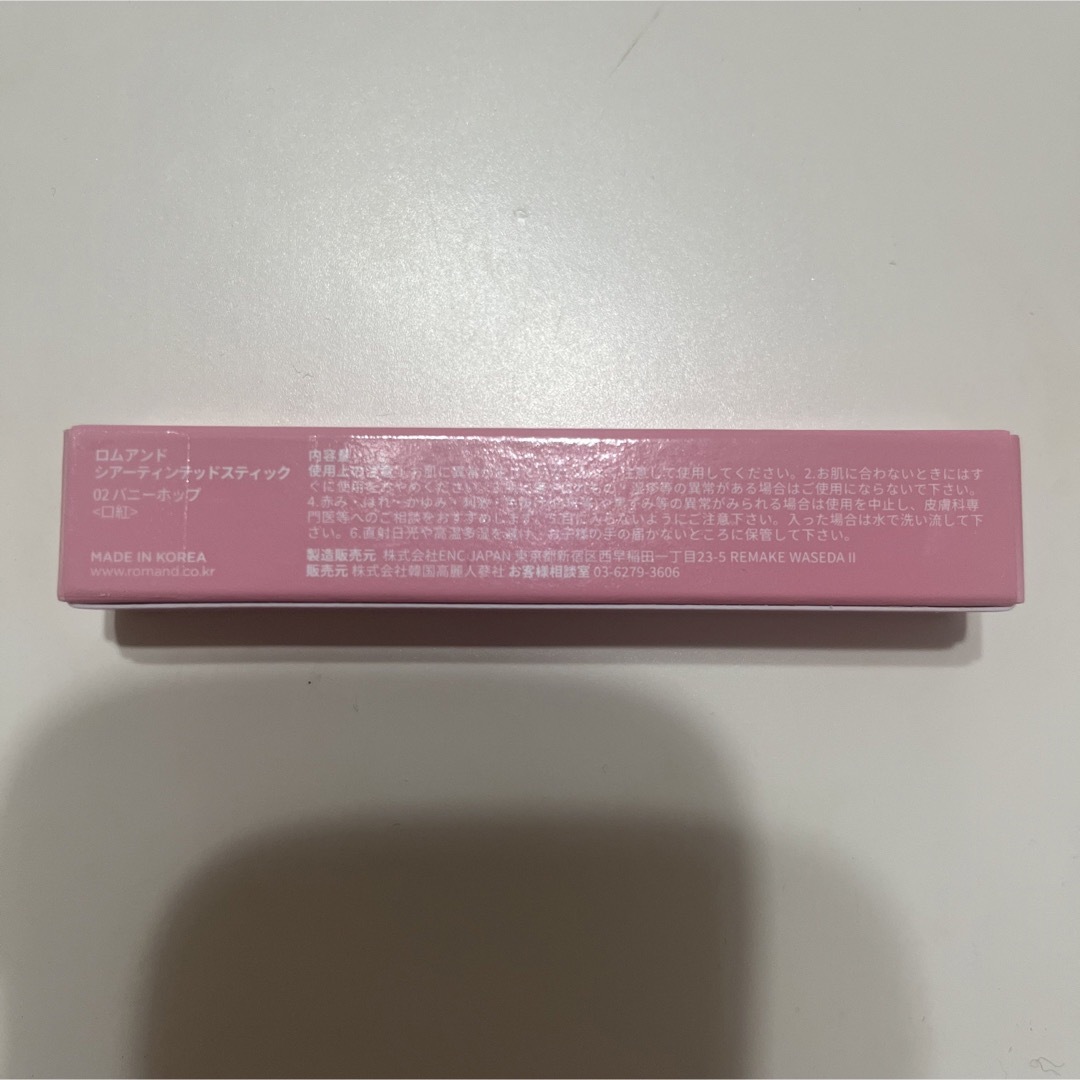 ロムアンド
シアーティンテッドスティック
02 バニーホップ
<口紅>
MADE IN KOREA
www.romand.co.kr
内容量
使用上の注意 お肌に異常が 注意して使用してください。2.お肌に合わないときにはす
ぐに使用をおやめください。 湿疹等の異常がある場合はご使用にならないで下さい。
4.赤み、はれ、かゆみ、刺激、 くすみ等の異常がみられる場合は使用を中止し、皮膚科専
門医等へのご相談をおすすめします。5.目に入らないようにご注意下さい。入った場合は水で洗い流して下
さい。6.直射日光や高温多湿を避け、お子様の手の届かないところに保管して下さい。
製造販売元 株式会社ENC JAPAN 東京都新宿区西早稲田一丁目23-5 REMAKE WASEDA II
販売元 株式会社韓国高麗人蔘社 お客様相談室 03-6279-3606